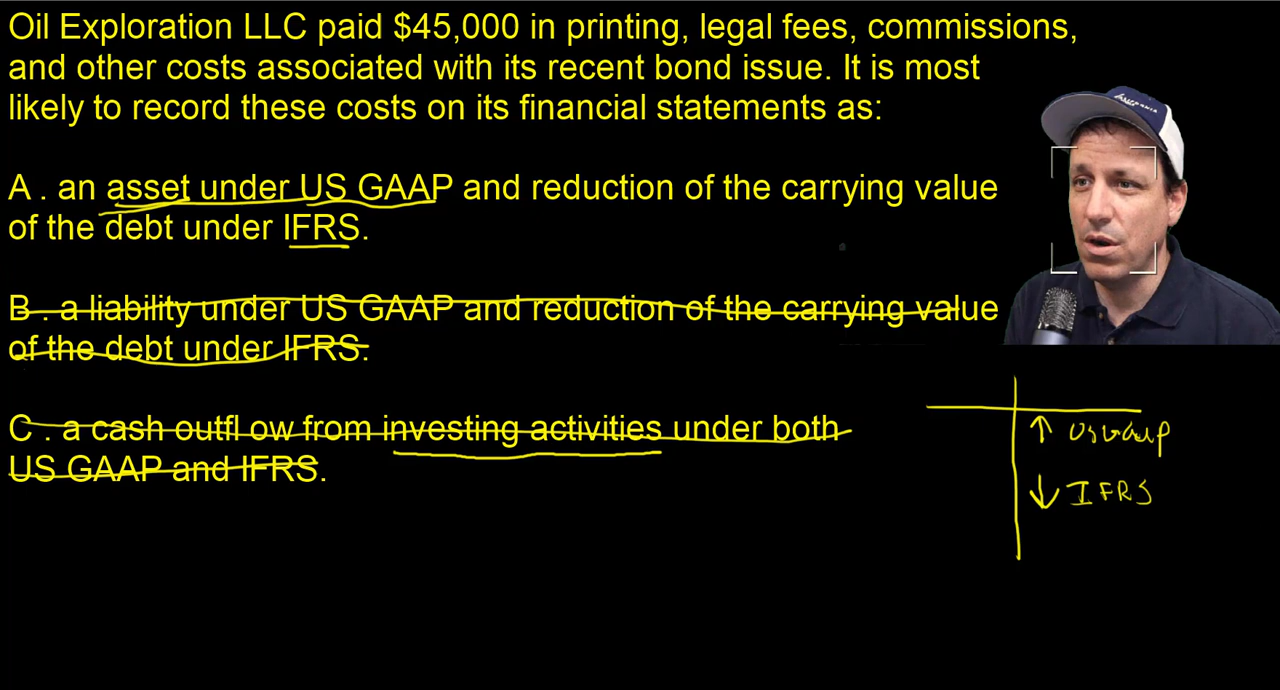 Oil Exploration LLC paid $45,000 in printing, legal fees, commissions,
and other costs associated with its recent bond issue. It is most
likely to record these costs on its financial statements as:
A . an asset under US GAAP and reduction of the carrying value
of the debt under IFRS.
B . a liability under US GAAP and reduction of the carrying value
of the debt under IFRS.
C . a cash outfl ow from investing activities under both
US GAAP and IFRS.
↑ US GAAP
↓ IFRS